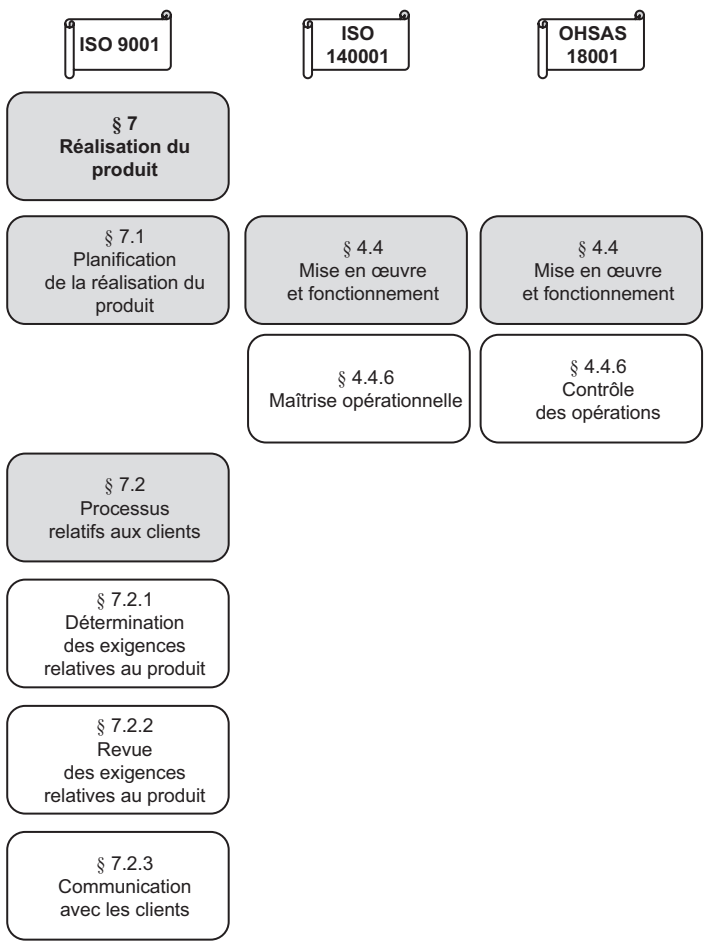 ISO 9001
ISO
140001
OHSAS
18001
§ 7
Réalisation du
produit
§ 7.1
Planification
de la réalisation du
produit
§ 4.4
Mise en œuvre
et fonctionnement
§ 4.4
Mise en œuvre
et fonctionnement
§ 4.4.6
Maîtrise opérationnelle
§ 4.4.6
Contrôle
des opérations
§ 7.2
Processus
relatifs aux clients
§ 7.2.1
Détermination
des exigences
relatives au produit
§ 7.2.2
Revue
des exigences
relatives au produit
§ 7.2.3
Communication
avec les clients